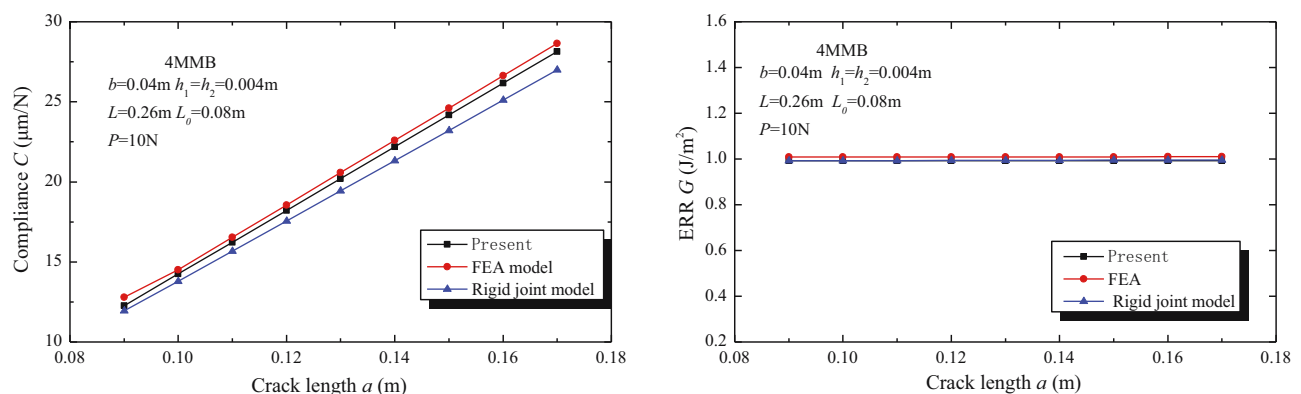 30
25
20
15
10
Compliance C (μm/N)
4MMB
b=0.04m h₁=h₂=0.004m
L=0.26m L₀=0.08m
P=10N
Present
FEA model
Rigid joint model
0.08 0.10 0.12 0.14 0.16 0.18
Crack length a (m)
1.6
1.4
1.2
1.0
0.8
0.6
0.4
0.2
ERR G (J/m²)
4MMB
b=0.04m h₁=h₂=0.004m
L=0.26m L₀=0.08m
P=10N
Present
FEA
Rigid joint model
0.08 0.10 0.12 0.14 0.16 0.18
Crack length a (m)